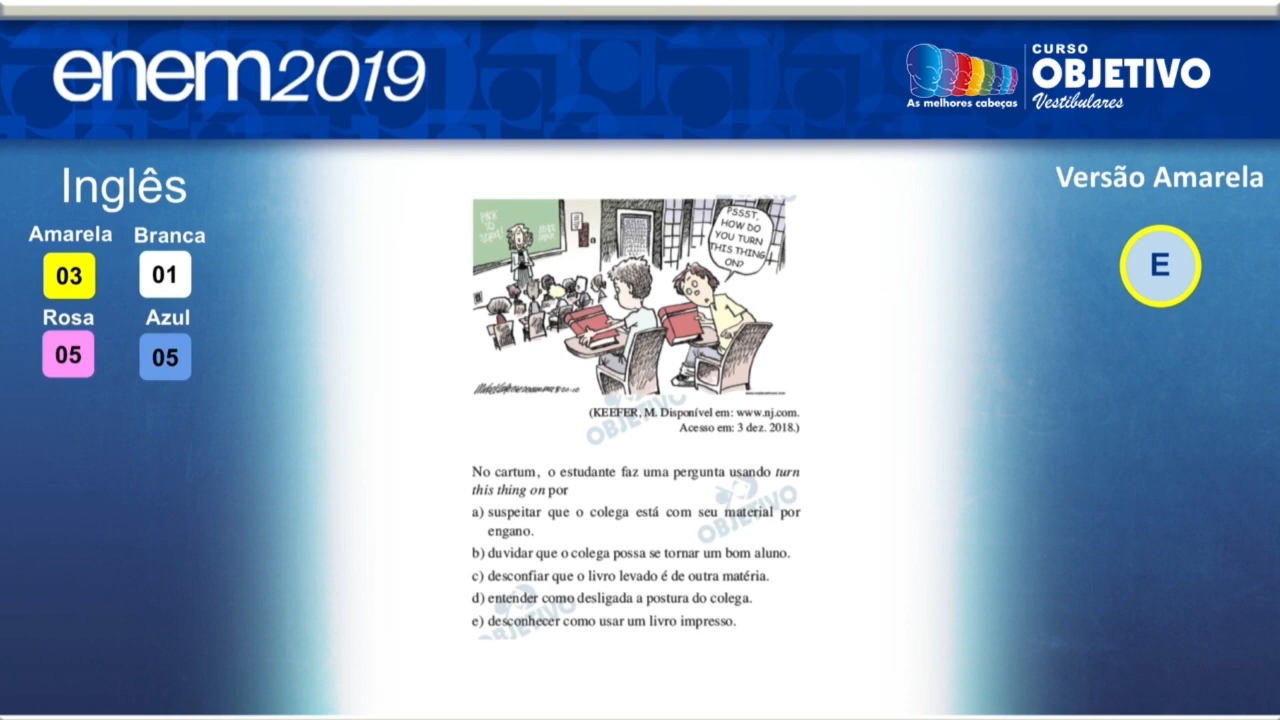 enem2019
CURSO
OBJETIVO
As melhores cabeças
Vestibulares
Inglês
Versão Amarela
Amarela Branca
03 01
Rosa Azul
05 05
E
BACK
TO
SCHOOL!
PSSST,
HOW DO
YOU TURN
THIS THING
ON?
(KEEFER, M. Disponível em: www.nj.com.
Acesso em: 3 dez. 2018.)
OBJETIVO
No cartum, o estudante faz uma pergunta usando turn
this thing on por
a) suspeitar que o colega está com seu material por
engano.
b) duvidar que o colega possa se tornar um bom aluno.
c) desconfiar que o livro levado é de outra matéria.
d) entender como desligada a postura do colega.
e) desconhecer como usar um livro impresso.
OBJETIVO
OBJETIVO